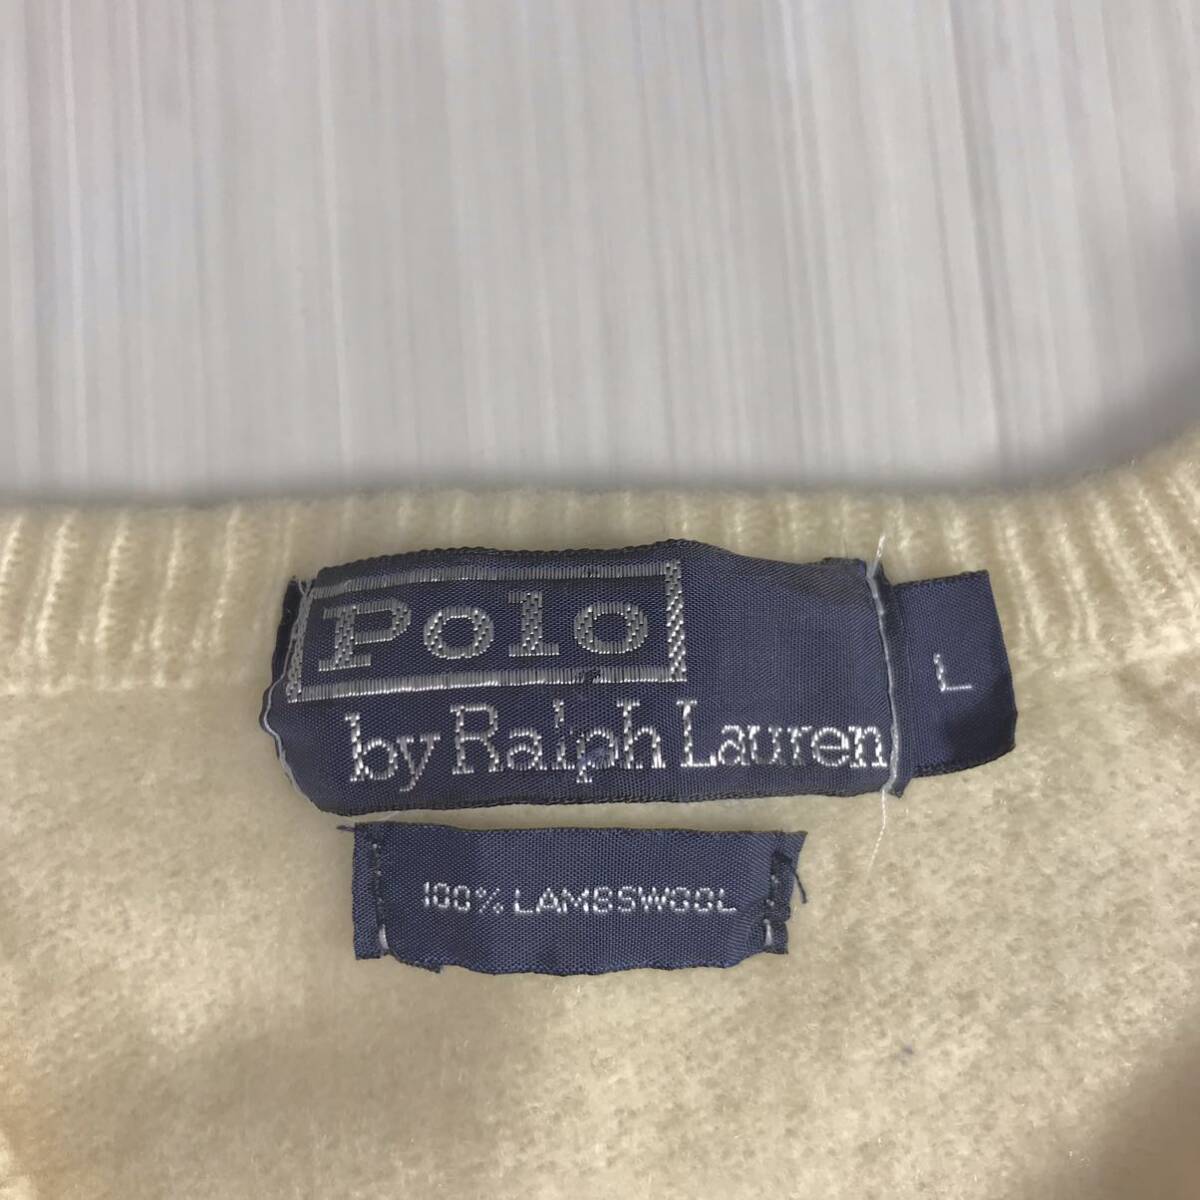 Polo
by Ralph Lauren
L
100% LAMBSWOOL